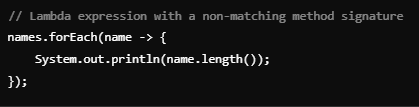 // Lambda expression with a non-matching method signature
names.forEach(name -> {
    System.out.println(name.length());
});